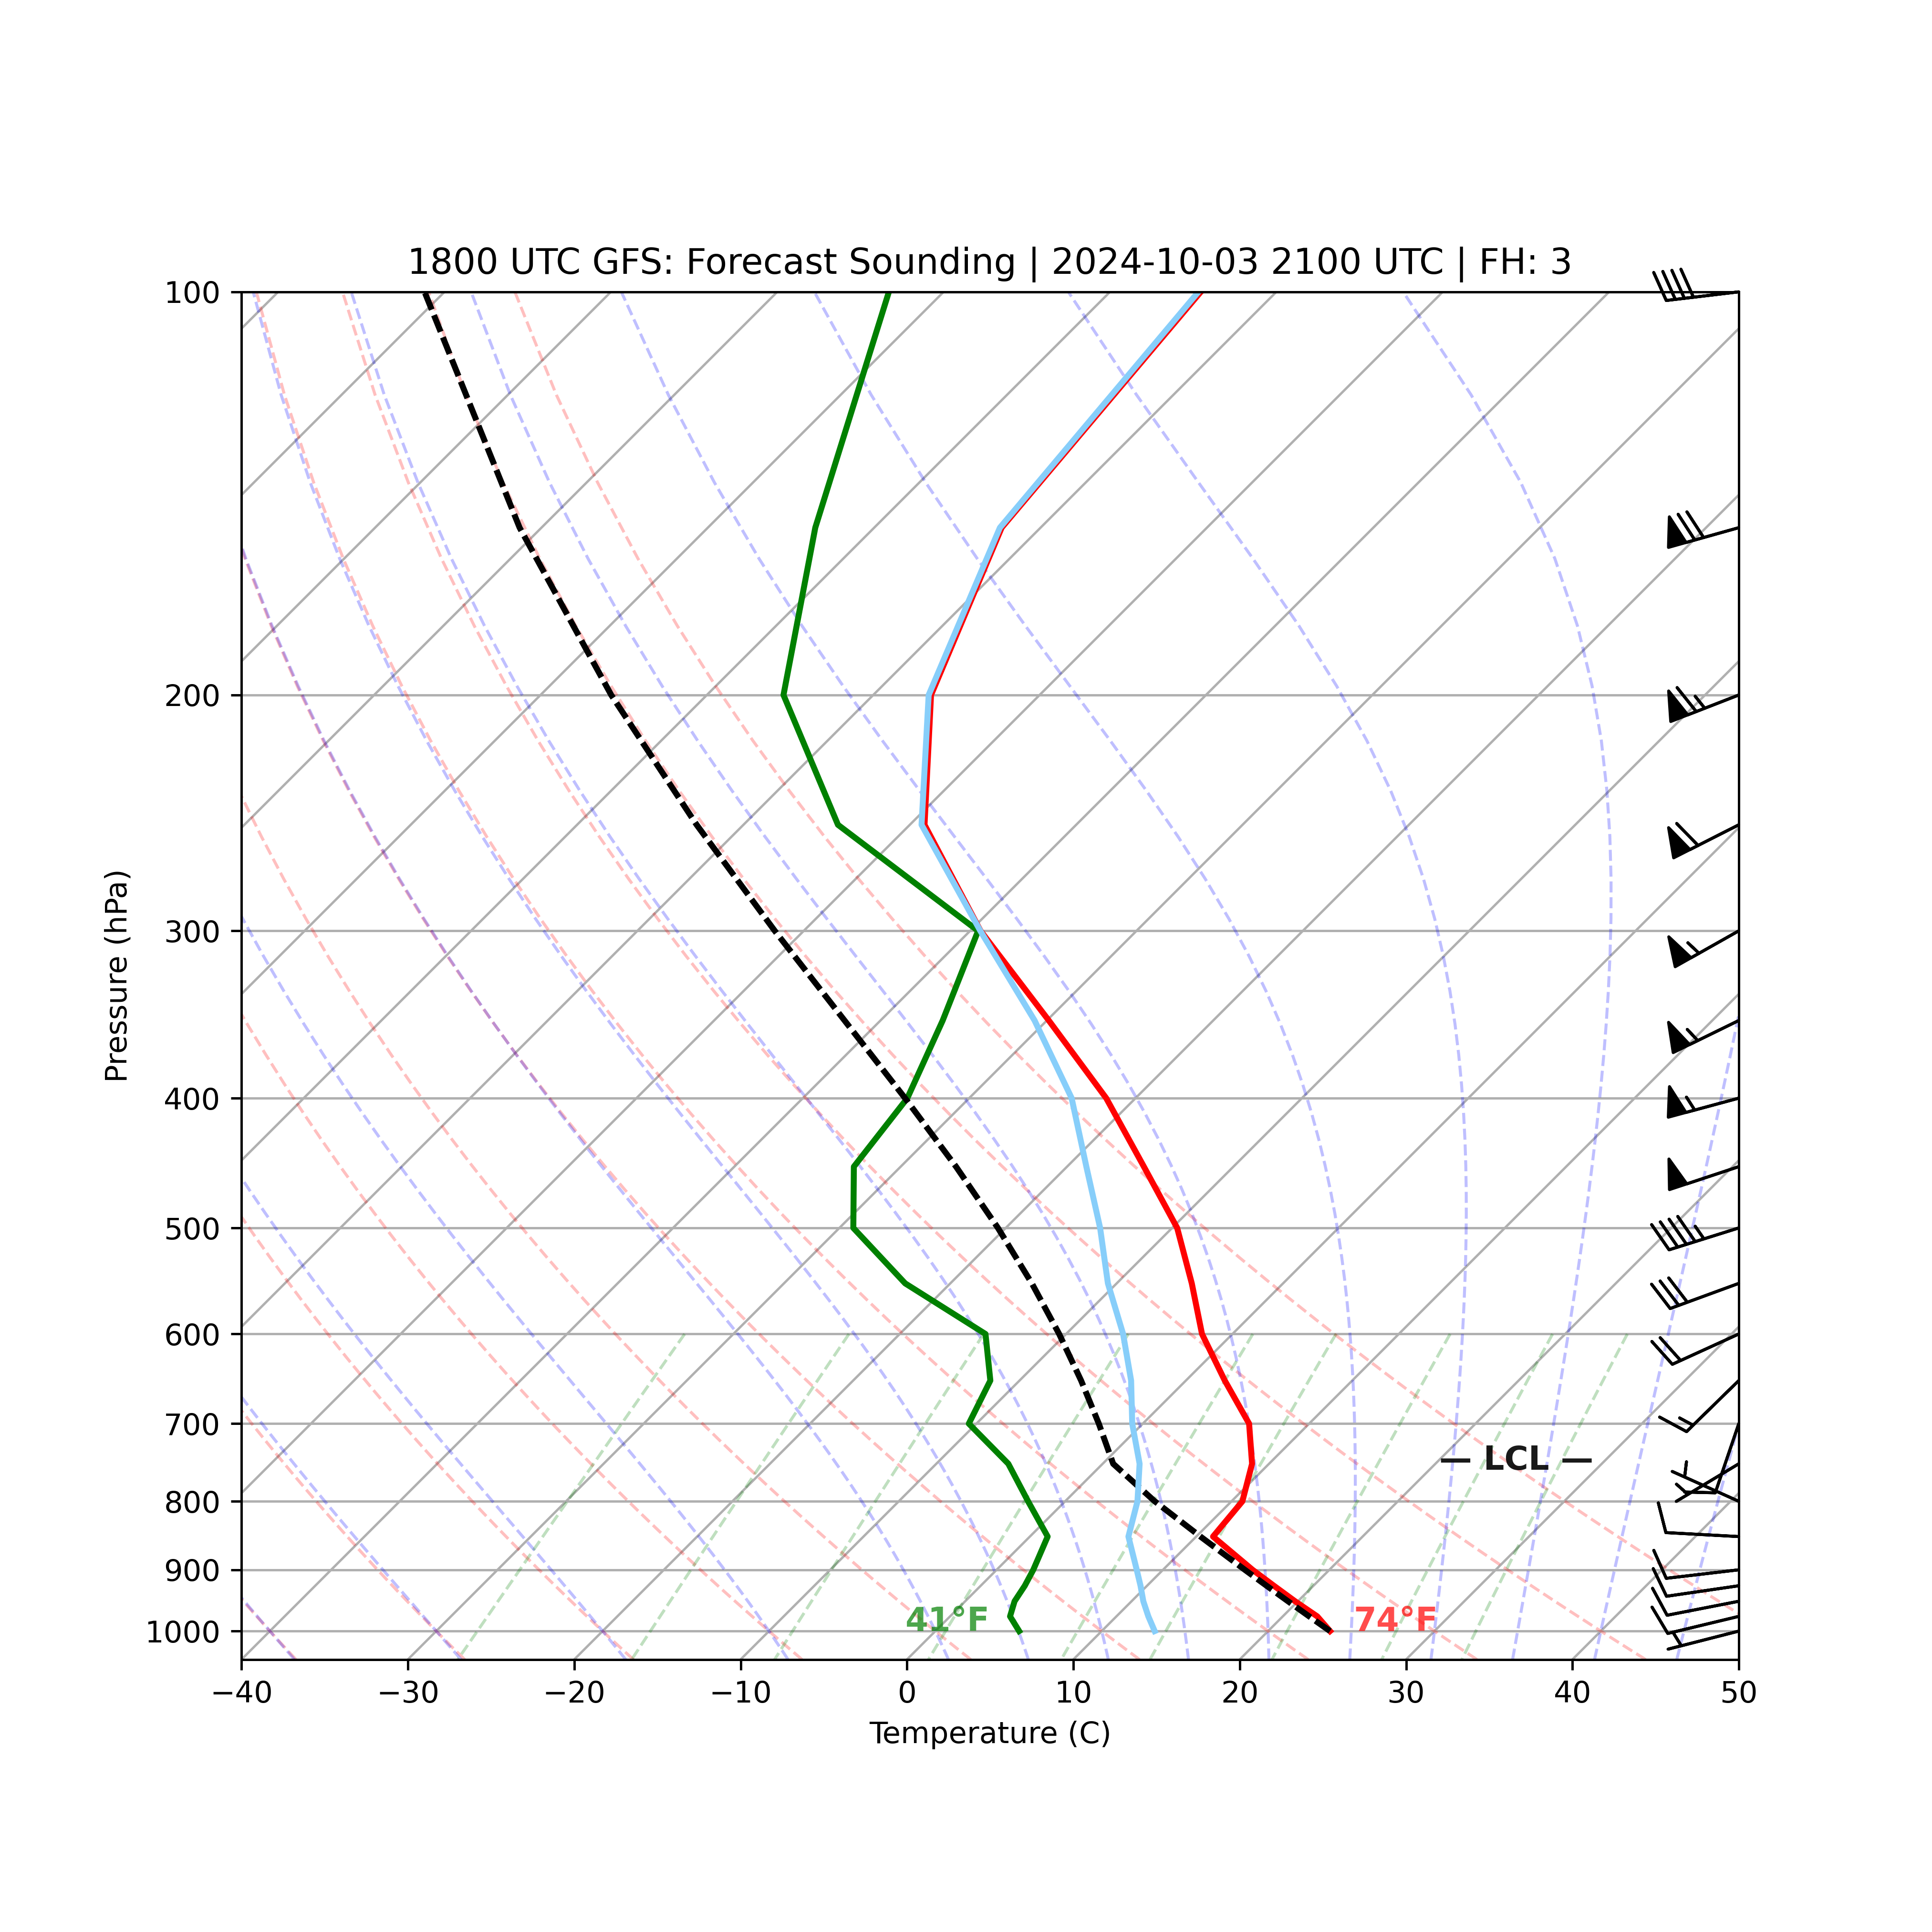 1800 UTC GFS: Forecast Sounding | 2024-10-03 2100 UTC | FH: 3
100
200
300
400
500
600
700
800
900
1000
Pressure (hPa)
— LCL —
41°F
74°F
−40 −30 −20 −10 0 10 20 30 40 50
Temperature (C)